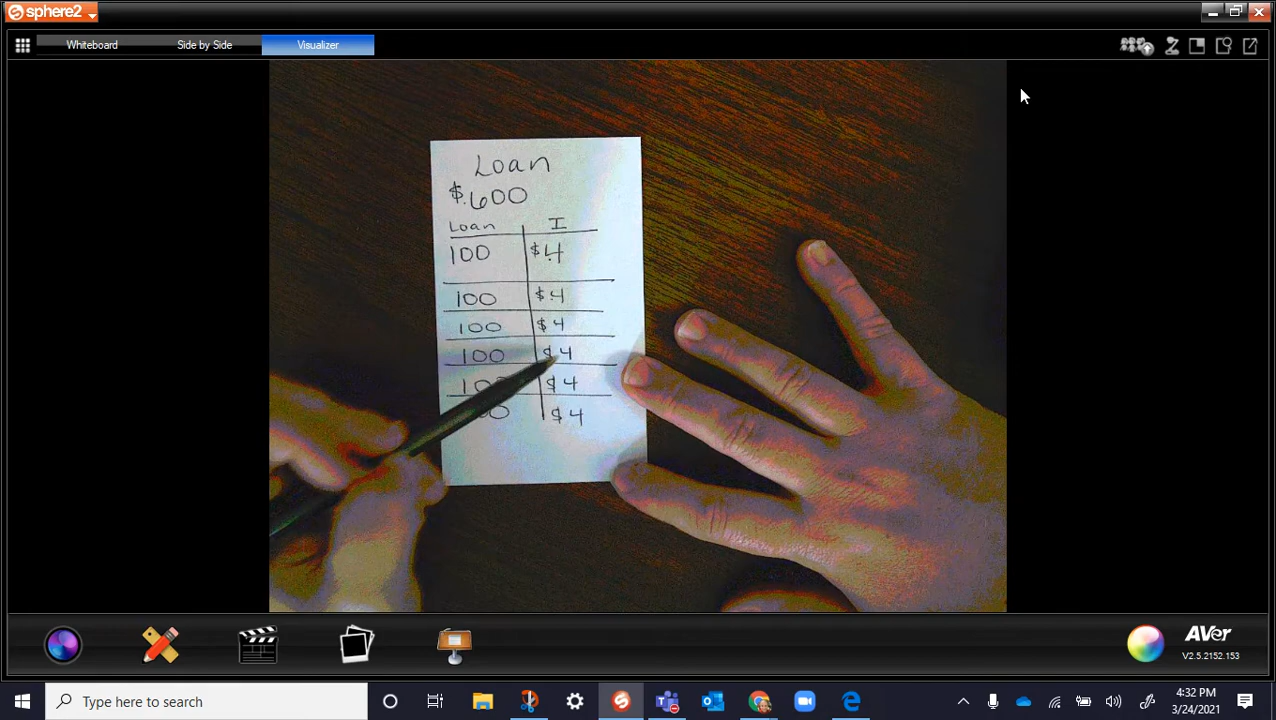 sphere2
Whiteboard
Side by Side
Visualizer
Loan
$.600
Loan I
100 $4
100 $4
100 $4
100 $4
$4
$4
AVer
V2.5.2152.153
Type here to search
4:32 PM
3/24/2021